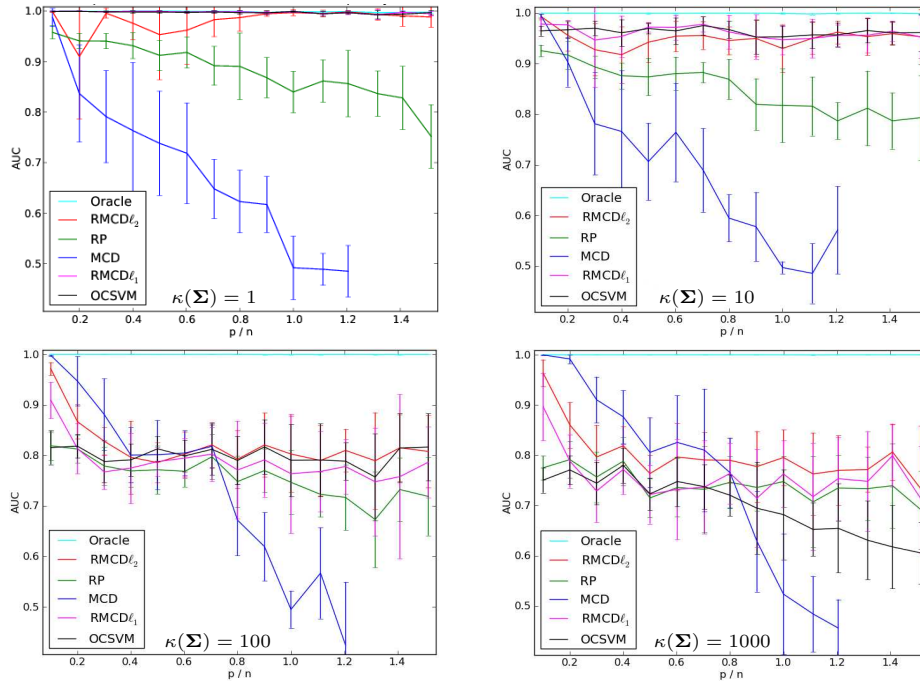 1.0
0.9
0.8
0.7
0.6
0.5
AUC
Oracle
RMCDℓ₂
RP
MCD
RMCDℓ₁
OCSVM
κ(Σ) = 1
0.2 0.4 0.6 0.8 1.0 1.2 1.4
p / n
1.0
0.9
0.8
0.7
0.6
0.5
AUC
Oracle
RMCDℓ₂
RP
MCD
RMCDℓ₁
OCSVM
κ(Σ) = 10
0.2 0.4 0.6 0.8 1.0 1.2 1.4
p / n
1.0
0.9
0.8
0.7
0.6
0.5
AUC
Oracle
RMCDℓ₂
RP
MCD
RMCDℓ₁
OCSVM
κ(Σ) = 100
0.2 0.4 0.6 0.8 1.0 1.2 1.4
p / n
1.0
0.9
0.8
0.7
0.6
0.5
AUC
Oracle
RMCDℓ₂
RP
MCD
RMCDℓ₁
OCSVM
κ(Σ) = 1000
0.2 0.4 0.6 0.8 1.0 1.2 1.4
p / n